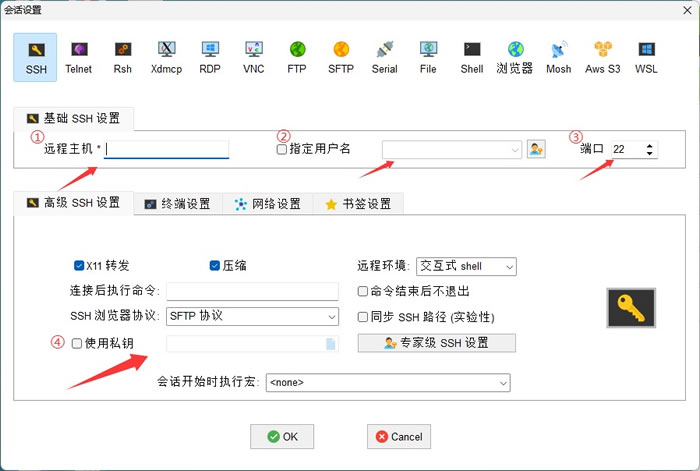 会话设置
SSH Telnet Rsh Xdmcp RDP VNC FTP SFTP Serial File Shell 浏览器 Mosh Aws S3 WSL
基础 SSH 设置
① ② ③
远程主机 * 指定用户名 端口 22
高级 SSH 设置 终端设置 网络设置 书签设置
X11 转发 压缩 远程环境: 交互式 shell
连接后执行命令: 命令结束后不退出
SSH 浏览器协议: SFTP 协议 同步 SSH 路径 (实验性)
④ 使用私钥 专家级 SSH 设置
会话开始时执行宏: <none>
OK Cancel